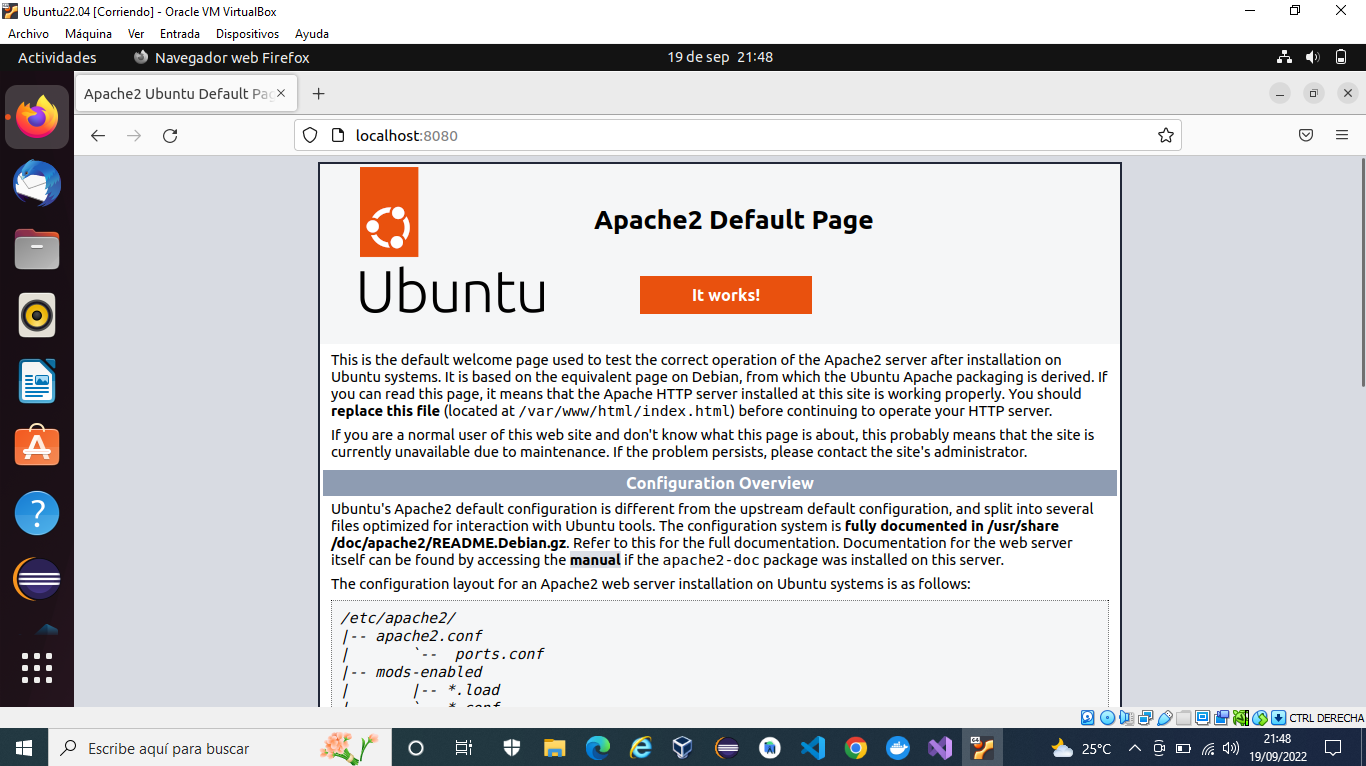 Ubuntu22.04 [Corriendo] - Oracle VM VirtualBox
Archivo Máquina Ver Entrada Dispositivos Ayuda
Actividades Navegador web Firefox 19 de sep 21:48
Apache2 Ubuntu Default Pag
localhost:8080
Apache2 Default Page
Ubuntu
It works!
This is the default welcome page used to test the correct operation of the Apache2 server after installation on
Ubuntu systems. It is based on the equivalent page on Debian, from which the Ubuntu Apache packaging is derived. If
you can read this page, it means that the Apache HTTP server installed at this site is working properly. You should
replace this file (located at /var/www/html/index.html) before continuing to operate your HTTP server.
If you are a normal user of this web site and don't know what this page is about, this probably means that the site is
currently unavailable due to maintenance. If the problem persists, please contact the site's administrator.
Configuration Overview
Ubuntu's Apache2 default configuration is different from the upstream default configuration, and split into several
files optimized for interaction with Ubuntu tools. The configuration system is fully documented in /usr/share
/doc/apache2/README.Debian.gz. Refer to this for the full documentation. Documentation for the web server
itself can be found by accessing the manual if the apache2-doc package was installed on this server.
The configuration layout for an Apache2 web server installation on Ubuntu systems is as follows:
/etc/apache2/
|-- apache2.conf
|       `--  ports.conf
|-- mods-enabled
|       |-- *.load
|       `-- *.conf
CTRL DERECHA
Escribe aquí para buscar
25°C
21:48
19/09/2022